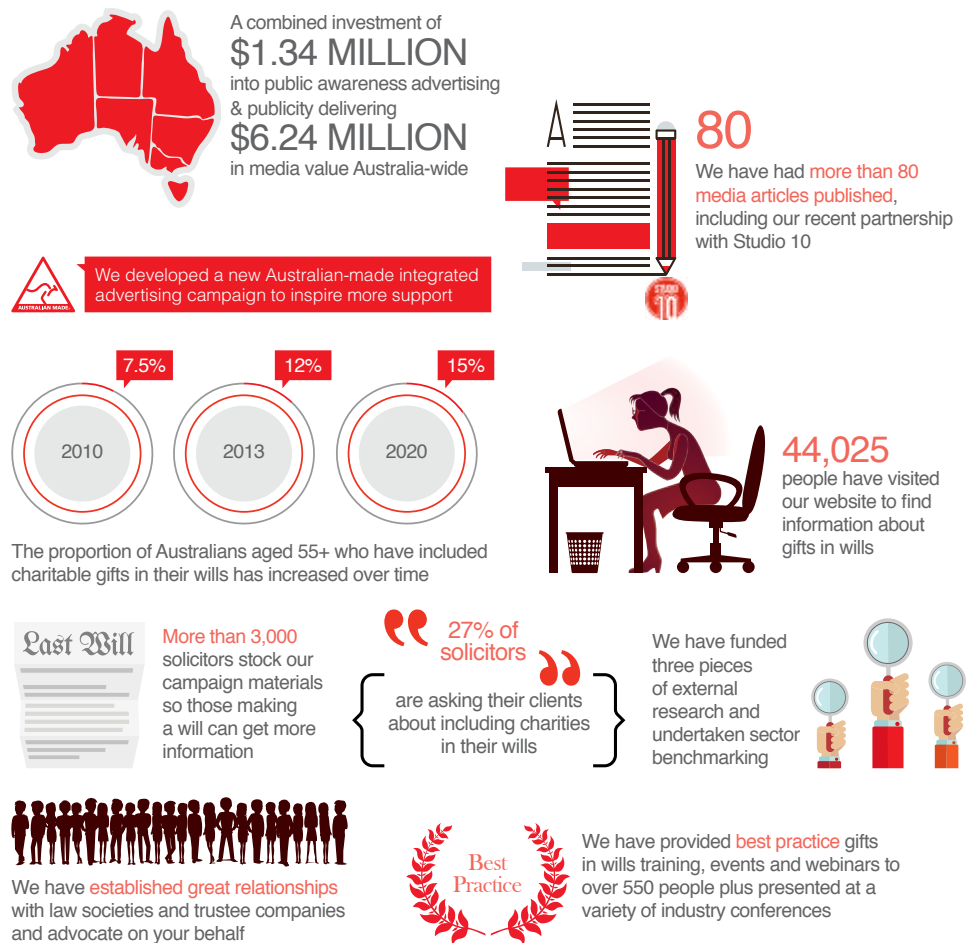 A combined investment of
$1.34 MILLION
into public awareness advertising
& publicity delivering
$6.24 MILLION
in media value Australia-wide
A
80
We have had more than 80
media articles published,
including our recent partnership
with Studio 10
STUDIO
10
AUSTRALIAN MADE
We developed a new Australian-made integrated
advertising campaign to inspire more support
7.5%
12%
15%
2010
2013
2020
The proportion of Australians aged 55+ who have included
charitable gifts in their wills has increased over time
44,025
people have visited
our website to find
information about
gifts in wills
Last Will
More than 3,000
solicitors stock our
campaign materials
so those making
a will can get more
information
27% of
solicitors
are asking their clients
about including charities
in their wills
We have funded
three pieces
of external
research and
undertaken sector
benchmarking
We have established great relationships
with law societies and trustee companies
and advocate on your behalf
Best
Practice
We have provided best practice gifts
in wills training, events and webinars to
over 550 people plus presented at a
variety of industry conferences